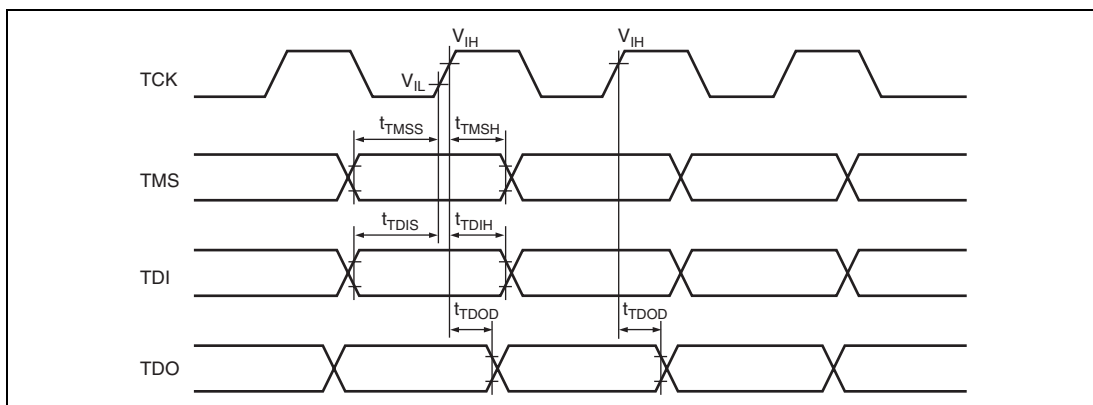 V_IH V_IH
TCK
V_IL
t_TMSS t_TMSH
TMS
t_TDIS t_TDIH
TDI
t_TDOD t_TDOD
TDO